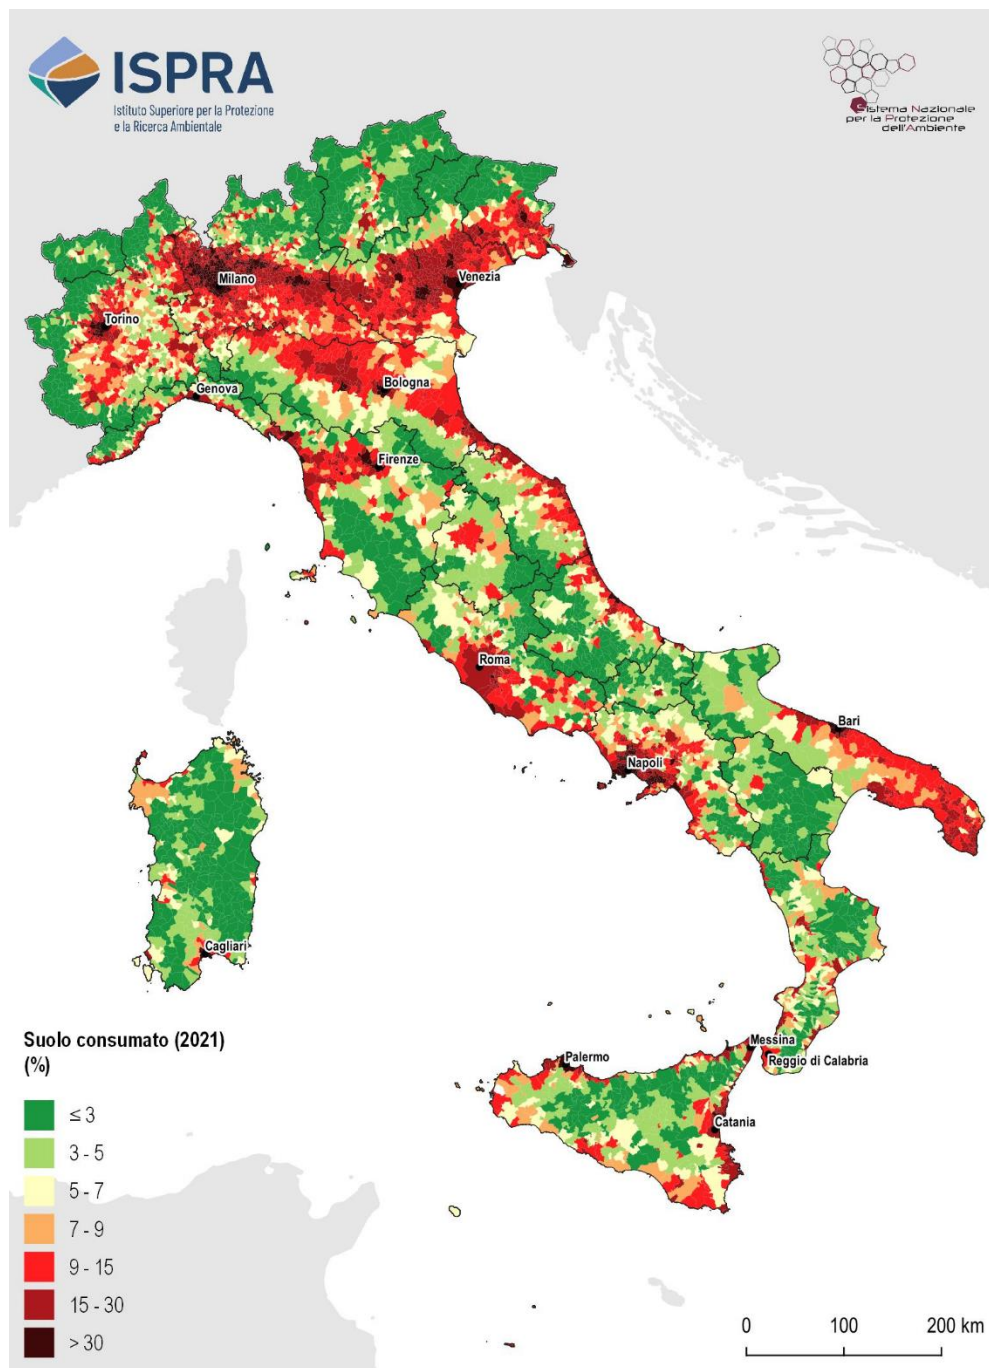 ISPRA
Istituto Superiore per la Protezione
e la Ricerca Ambientale
Sistema Nazionale
per la Protezione
dell'Ambiente
Milano
Venezia
Torino
Bologna
Genova
Firenze
Roma
Bari
Napoli
Cagliari
Messina
Palermo
Reggio di Calabria
Catania
Suolo consumato (2021)
(%)
≤ 3
3 - 5
5 - 7
7 - 9
9 - 15
15 - 30
> 30
0 100 200 km